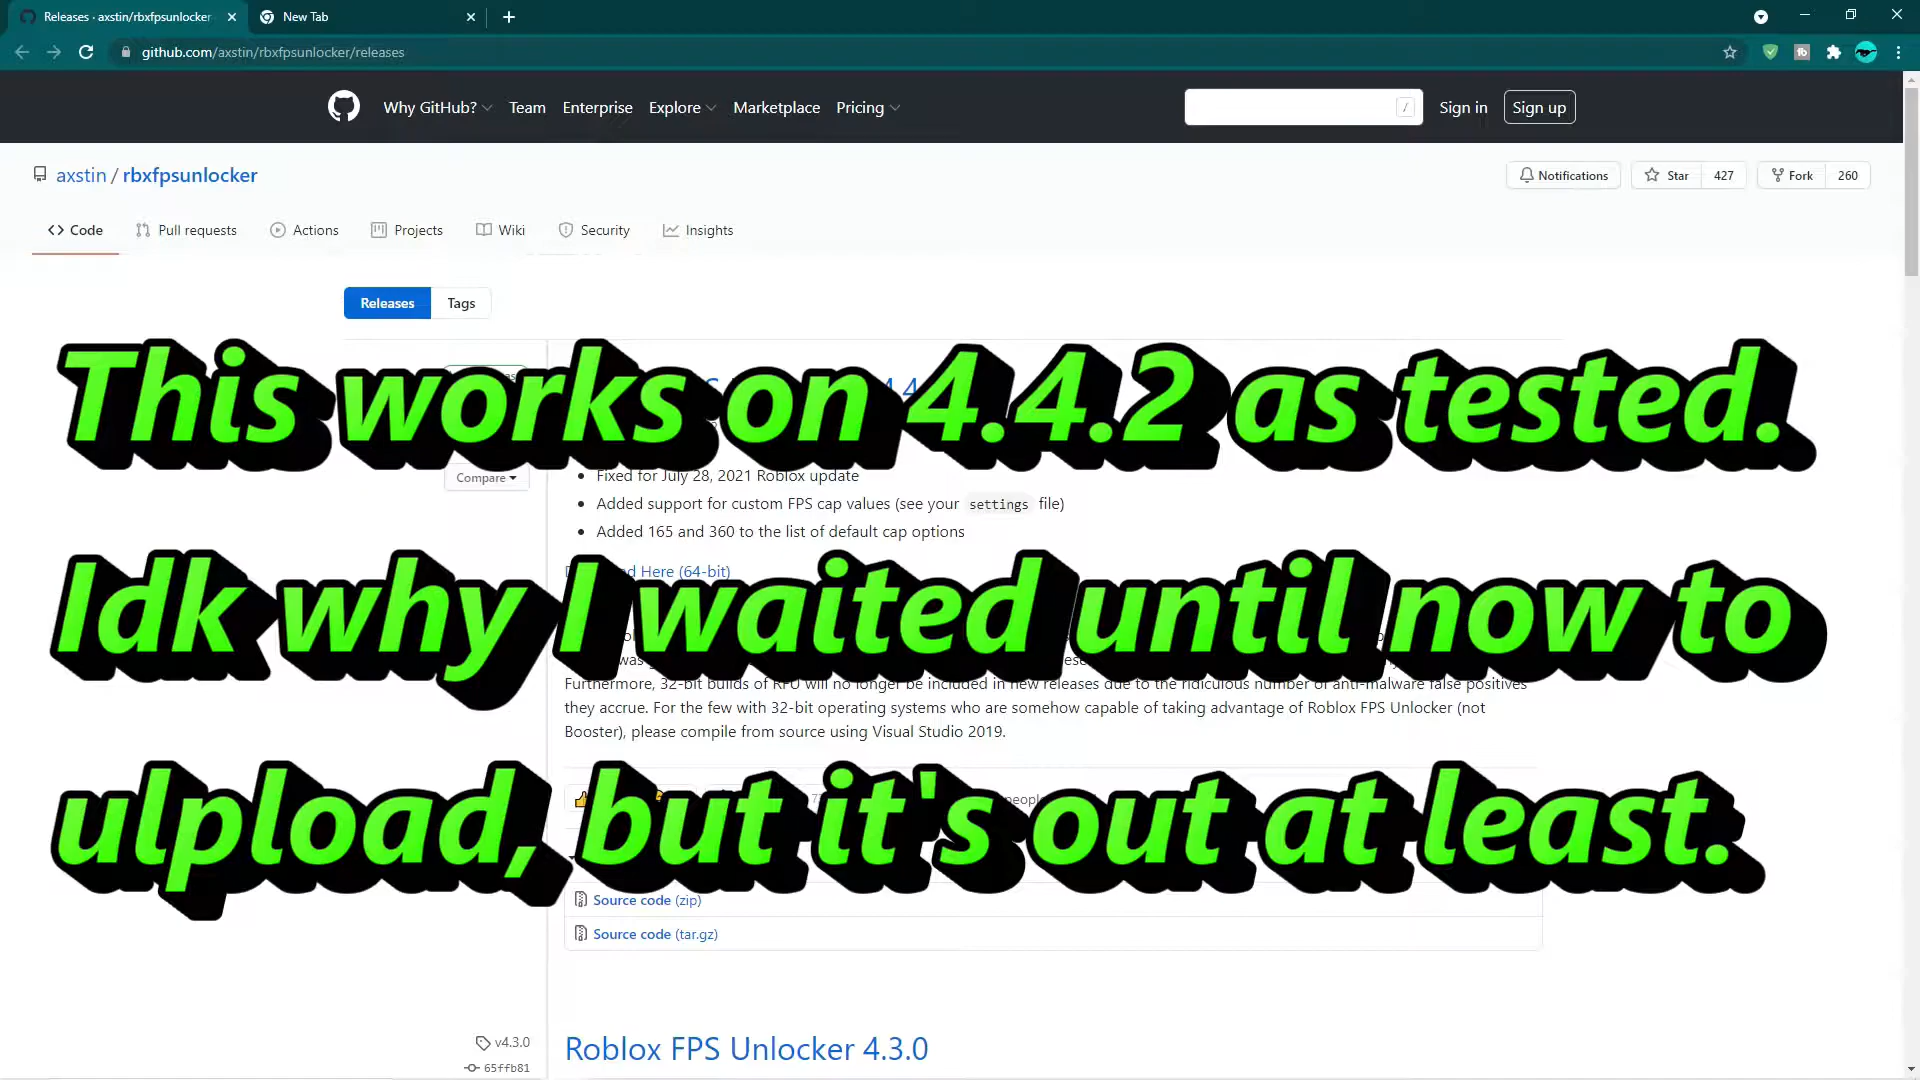 Releases · axstin/rbxfpsunlocker
New Tab
github.com/axstin/rbxfpsunlocker/releases
Why GitHub? Team Enterprise Explore Marketplace Pricing
/
Sign in
Sign up
axstin / rbxfpsunlocker
Notifications
Star 427
Fork 260
Code Pull requests Actions Projects Wiki Security Insights
Releases Tags
This works on 4.4.2 as tested.
Compare
Fixed for July 28, 2021 Roblox update
Added support for custom FPS cap values (see your settings file)
Added 165 and 360 to the list of default cap options
Here (64-bit)
Idk why I waited until now to
Furthermore, 32-bit builds of RFU will no longer be included in new releases due to the ridiculous number of anti-malware false positives
they accrue. For the few with 32-bit operating systems who are somehow capable of taking advantage of Roblox FPS Unlocker (not
Booster), please compile from source using Visual Studio 2019.
ulpload, but it's out at least.
Source code (zip)
Source code (tar.gz)
v4.3.0
65ffb81
Roblox FPS Unlocker 4.3.0